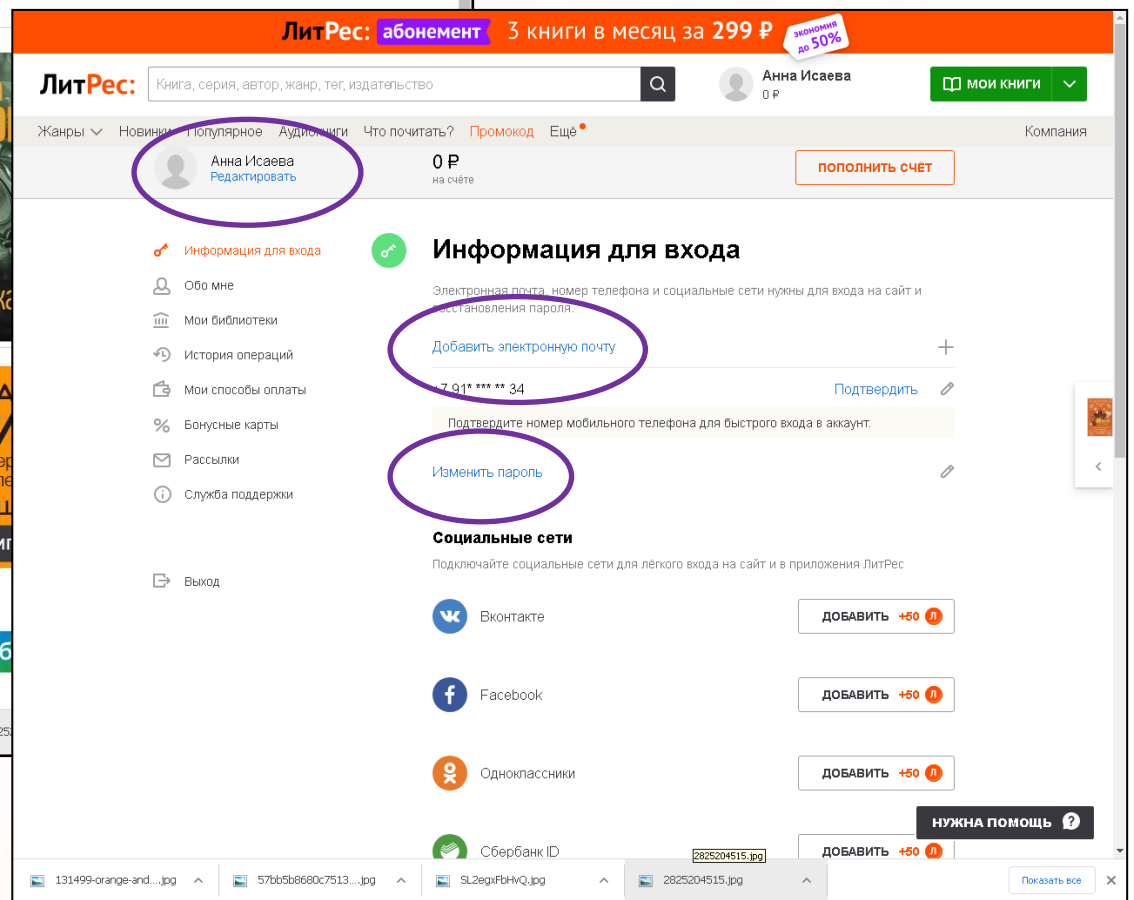 ЛитРес: абонемент 3 книги в месяц за 299 ₽ экономия до 50%
ЛитРес: Книга, серия, автор, жанр, тег, издательство
Анна Исаева
0 ₽
МОИ КНИГИ
Жанры Новинки Популярное Аудиокниги Что почитать? Промокод Ещё Компания
Анна Исаева
Редактировать
0 ₽
на счёте
ПОПОЛНИТЬ СЧЁТ
Информация для входа
Обо мне
Мои библиотеки
История операций
Мои способы оплаты
Бонусные карты
Рассылки
Служба поддержки
Выход
Информация для входа
Электронная почта, номер телефона и социальные сети нужны для входа на сайт и
восстановления пароля.
Добавить электронную почту
+7 91* *** ** 34 Подтвердить
Подтвердите номер мобильного телефона для быстрого входа в аккаунт.
Изменить пароль
Социальные сети
Подключайте социальные сети для лёгкого входа на сайт и в приложения ЛитРес
Вконтакте ДОБАВИТЬ +50 Л
Facebook ДОБАВИТЬ +50 Л
Одноклассники ДОБАВИТЬ +50 Л
НУЖНА ПОМОЩЬ ?
Сбербанк ID ДОБАВИТЬ +50 Л
2825204515.jpg
131499-orange-and....jpg 57bb5b8680c7513....jpg SL2egxFbHvQ.jpg 2825204515.jpg Показать все